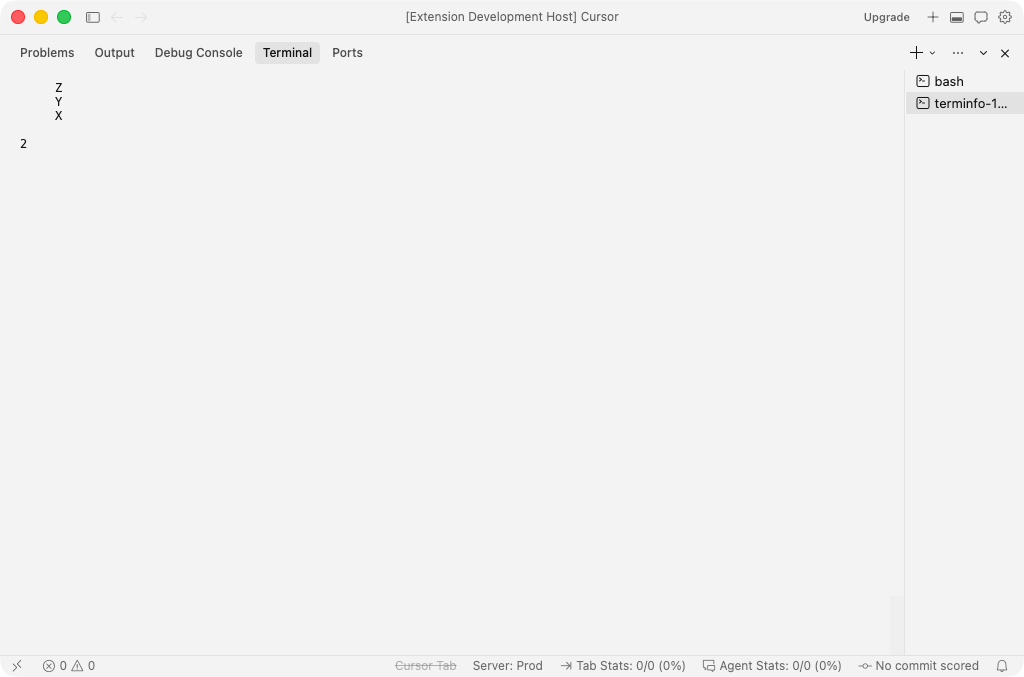 [Extension Development Host] Cursor
Upgrade
Problems Output Debug Console Terminal Ports
Z
Y
X
2
bash
terminfo-1...
0 0 Cursor Tab Server: Prod Tab Stats: 0/0 (0%) Agent Stats: 0/0 (0%) No commit scored